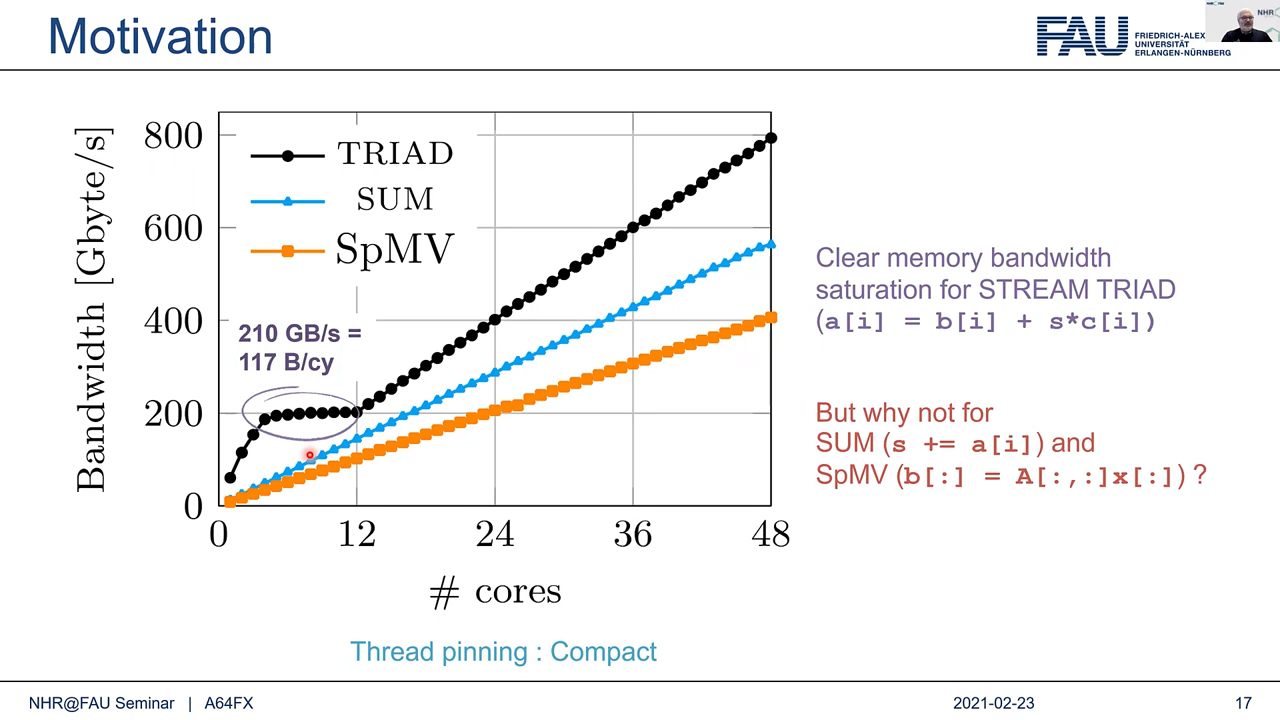 Motivation
FAU
FRIEDRICH-ALEX
UNIVERSITÄT
ERLANGEN-NÜRNBERG
NHR
Bandwidth [Gbyte/s]
800
600
400
200
0
TRIAD
SUM
SpMV
210 GB/s =
117 B/cy
0 12 24 36 48
# cores
Thread pinning : Compact
Clear memory bandwidth
saturation for STREAM TRIAD
(a[i] = b[i] + s*c[i])
But why not for
SUM (s += a[i]) and
SpMV (b[:] = A[:,:]x[:]) ?
NHR@FAU Seminar | A64FX
2021-02-23
17